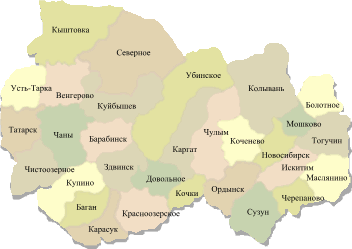 Кыштовка
Северное
Убинское
Усть-Тарка
Венгерово
Колывань
Куйбышев
Болотное
Татарск
Чаны
Барабинск
Чулым
Мошково
Коченево
Тогучин
Каргат
Новосибирск
Чистоозерное
Здвинск
Искитим
Купино
Довольное
Маслянино
Кочки
Ордынск
Черепаново
Баган
Краснозерское
Сузун
Карасук